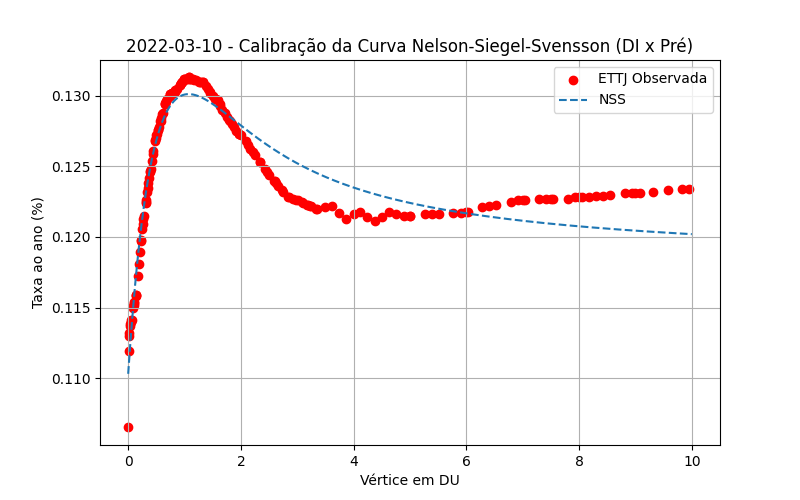 2022-03-10 - Calibração da Curva Nelson-Siegel-Svensson (DI x Pré)
ETTJ Observada
NSS
Taxa ao ano (%)
0.130
0.125
0.120
0.115
0.110
0 2 4 6 8 10
Vértice em DU